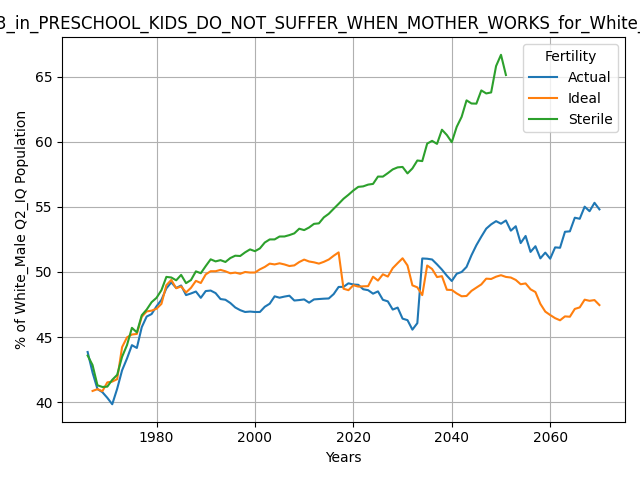 3_in_PRESCHOOL_KIDS_DO_NOT_SUFFER_WHEN_MOTHER_WORKS_for_White_
Fertility
Actual
Ideal
Sterile
% of White_Male Q2_IQ Population
65
60
55
50
45
40
1980
2000
2020
2040
2060
Years